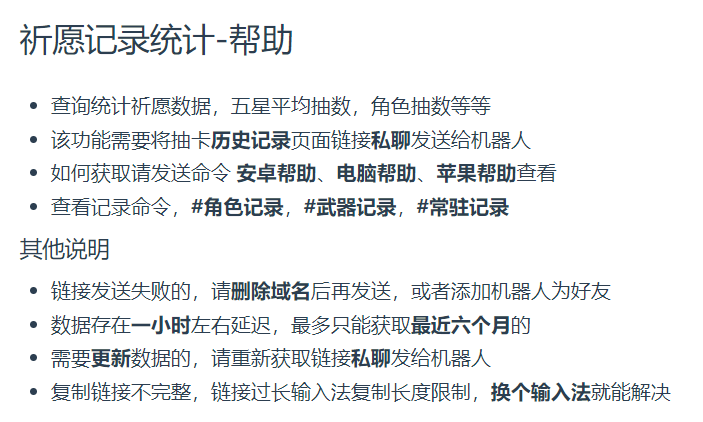 祈愿记录统计-帮助
查询统计祈愿数据，五星平均抽数，角色抽数等等
该功能需要将抽卡历史记录页面链接私聊发送给机器人
如何获取请发送命令 安卓帮助、电脑帮助、苹果帮助查看
查看记录命令，#角色记录，#武器记录，#常驻记录
其他说明
链接发送失败的，请删除域名后再发送，或者添加机器人为好友
数据存在一小时左右延迟，最多只能获取最近六个月的
需要更新数据的，请重新获取链接私聊发给机器人
复制链接不完整，链接过长输入法复制长度限制，换个输入法就能解决